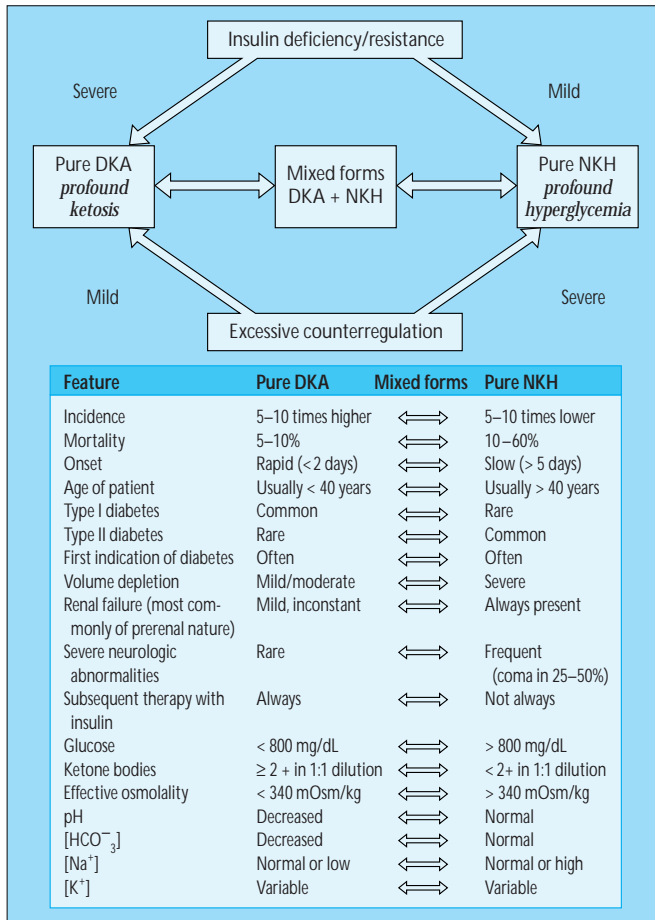 Insulin deficiency/resistance
Severe
Mild
Pure DKA
profound
ketosis
Mixed forms
DKA + NKH
Pure NKH
profound
hyperglycemia
Mild
Severe
Excessive counterregulation
Feature Pure DKA Mixed forms Pure NKH
Incidence 5–10 times higher 5–10 times lower
Mortality 5–10% 10–60%
Onset Rapid (< 2 days) Slow (> 5 days)
Age of patient Usually < 40 years Usually > 40 years
Type I diabetes Common Rare
Type II diabetes Rare Common
First indication of diabetes Often Often
Volume depletion Mild/moderate Severe
Renal failure (most com- Mild, inconstant Always present
monly of prerenal nature)
Severe neurologic Rare Frequent
abnormalities (coma in 25–50%)
Subsequent therapy with Always Not always
insulin
Glucose < 800 mg/dL > 800 mg/dL
Ketone bodies ≥ 2 + in 1:1 dilution < 2+ in 1:1 dilution
Effective osmolality < 340 mOsm/kg > 340 mOsm/kg
pH Decreased Normal
[HCO⁻₃] Decreased Normal
[Na⁺] Normal or low Normal or high
[K⁺] Variable Variable